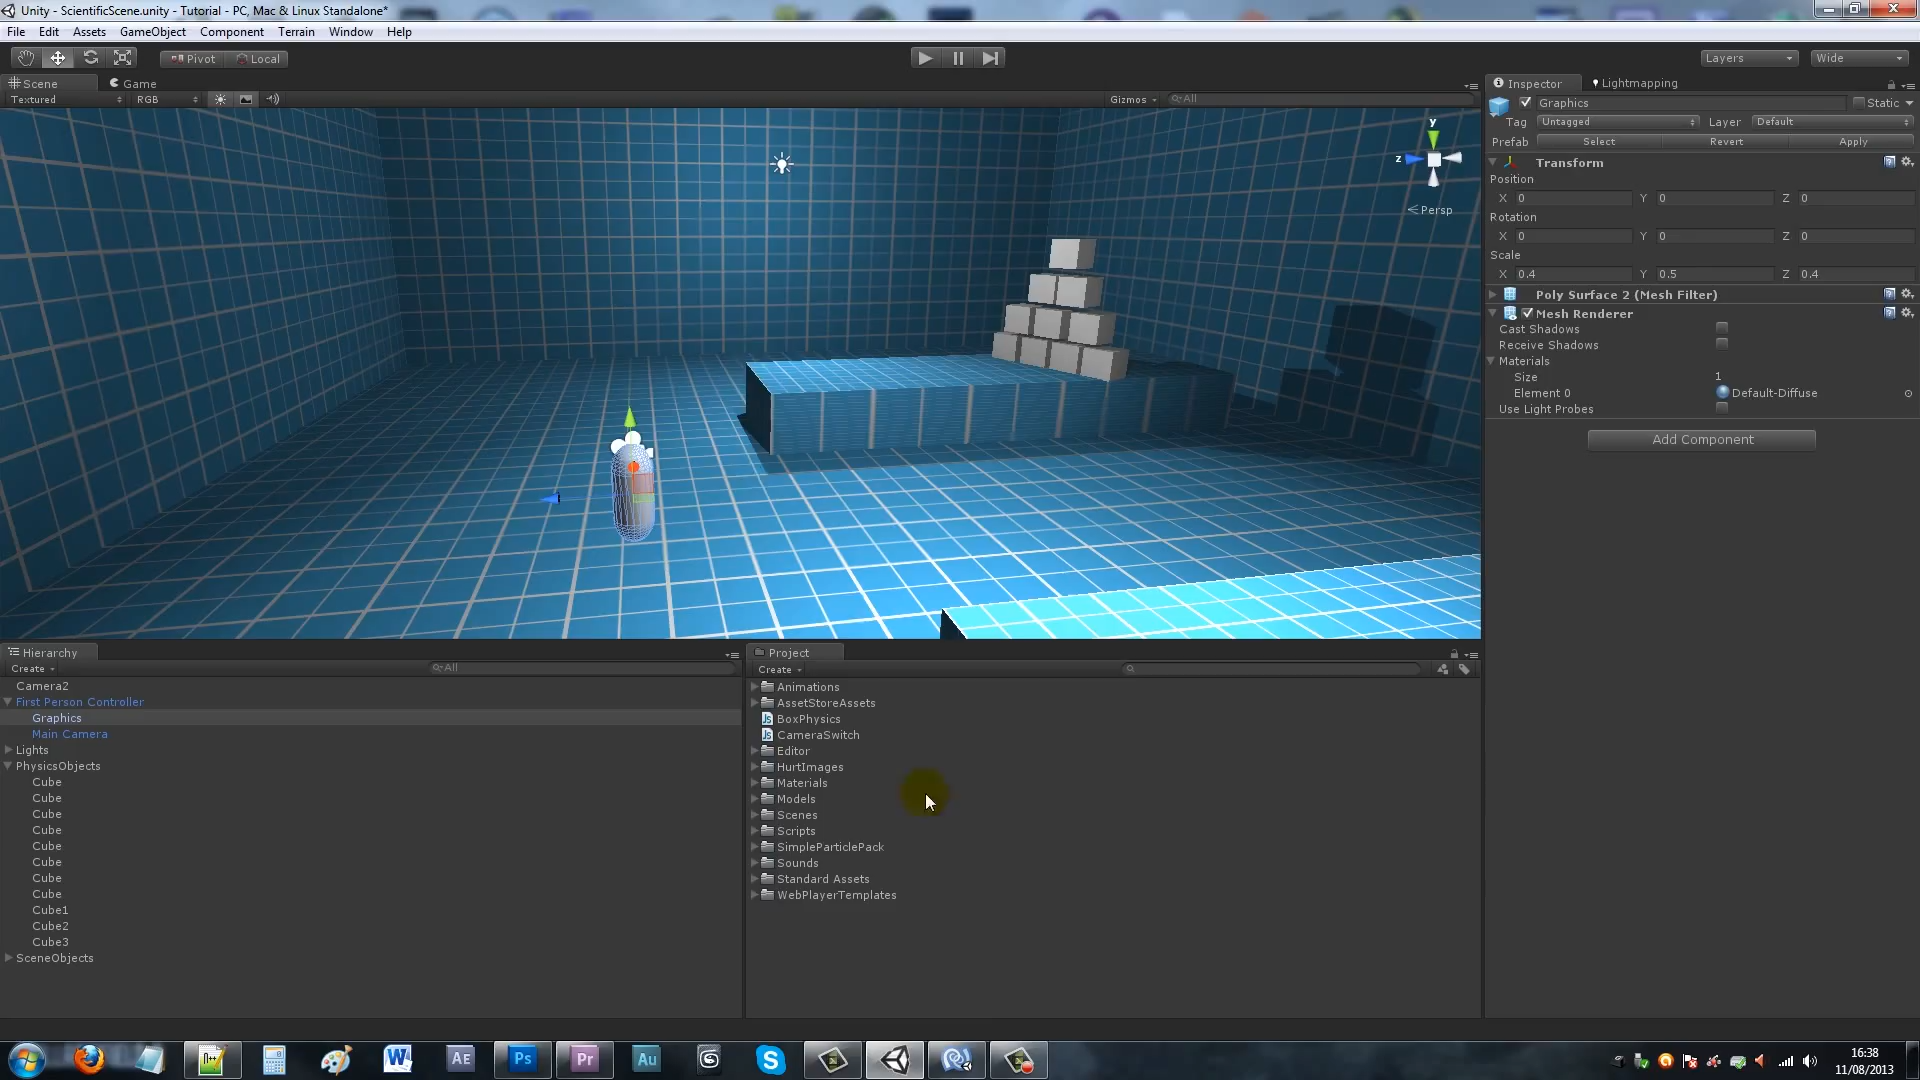 Unity - ScientificScene.unity - Tutorial - PC, Mac & Linux Standalone*
File Edit Assets GameObject Component Terrain Window Help
Pivot Local Layers Wide
Scene Game
Textured RGB Gizmos All
y
z
Persp
Inspector Lightmapping
Graphics Static
Tag Untagged Layer Default
Prefab Select Revert Apply
Transform
Position
X 0 Y 0 Z 0
Rotation
X 0 Y 0 Z 0
Scale
X 0.4 Y 0.5 Z 0.4
Poly Surface 2 (Mesh Filter)
Mesh Renderer
Cast Shadows
Receive Shadows
Materials
Size 1
Element 0 Default-Diffuse
Use Light Probes
Add Component
Hierarchy
Create All
Camera2
First Person Controller
Graphics
Main Camera
Lights
PhysicsObjects
Cube
Cube
Cube
Cube
Cube
Cube
Cube
Cube
Cube1
Cube2
Cube3
SceneObjects
Project
Create
Animations
AssetStoreAssets
BoxPhysics
CameraSwitch
Editor
HurtImages
Materials
Models
Scenes
Scripts
SimpleParticlePack
Sounds
Standard Assets
WebPlayerTemplates
n++ W AE Ps Pr Au S
16:38
11/08/2013